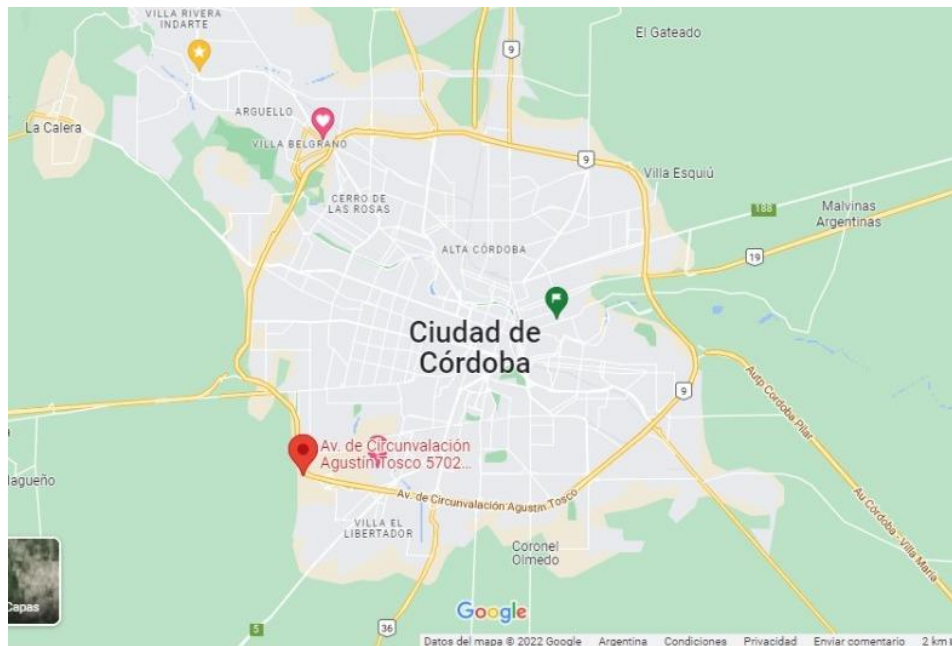 VILLA RIVERA
INDARTE
El Gateado
9
ARGUELLO
La Calera
VILLA BELGRANO
9
Villa Esquiú
CERRO DE
LAS ROSAS
188
Malvinas
Argentinas
ALTA CÓRDOBA
19
Ciudad de
Córdoba
9
Autp Cordoba Pilar
Av. de Circunvalación
Agustín Tosco 5702...
lagueño
Av. de Circunvalación Agustín Tosco
VILLA EL
LIBERTADOR
Au Córdoba - Villa María
Coronel
Olmedo
Capas
Google
5
36
Datos del mapa © 2022 Google Argentina Condiciones Privacidad Enviar comentario 2 km